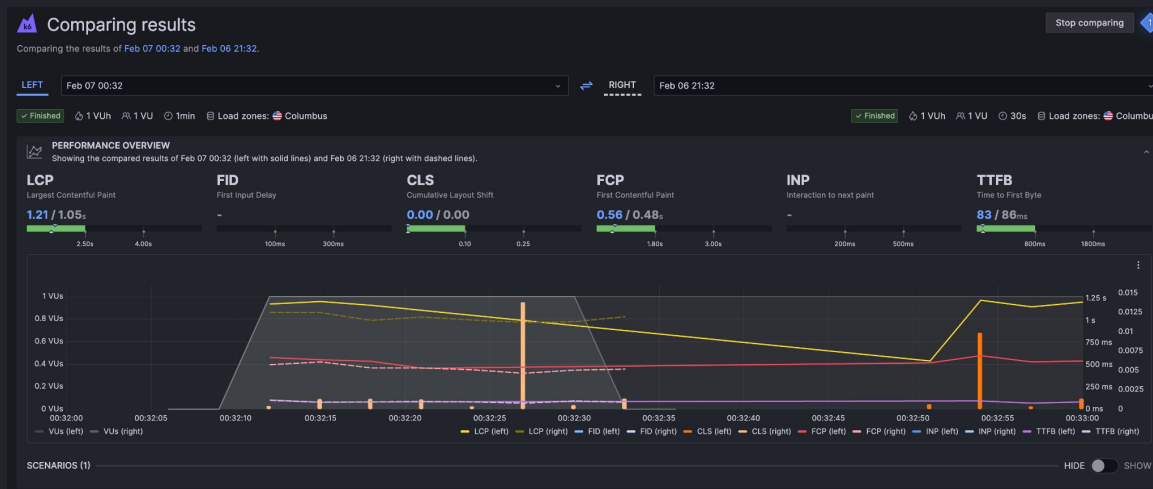 k6
Comparing results
Stop comparing
1
Comparing the results of Feb 07 00:32 and Feb 06 21:32.
LEFT
Feb 07 00:32
RIGHT
Feb 06 21:32
Finished 1 VUh 1 VU 1min Load zones: Columbus
Finished 1 VUh 1 VU 30s Load zones: Columbu
PERFORMANCE OVERVIEW
Showing the compared results of Feb 07 00:32 (left with solid lines) and Feb 06 21:32 (right with dashed lines).
LCP
Largest Contentful Paint
1.21 / 1.05s
2.50s 4.00s
FID
First Input Delay
-
100ms 300ms
CLS
Cumulative Layout Shift
0.00 / 0.00
0.10 0.25
FCP
First Contentful Paint
0.56 / 0.48s
1.80s 3.00s
INP
Interaction to next paint
-
200ms 500ms
TTFB
Time to First Byte
83 / 86ms
800ms 1800ms
1 VUs
0.8 VUs
0.6 VUs
0.4 VUs
0.2 VUs
0 VUs
1.25 s
1 s
750 ms
500 ms
250 ms
0 ms
0.015
0.0125
0.01
0.0075
0.005
0.0025
0
00:32:00 00:32:05 00:32:10 00:32:15 00:32:20 00:32:25 00:32:30 00:32:35 00:32:40 00:32:45 00:32:50 00:32:55 00:33:00
VUs (left) VUs (right)
LCP (left) LCP (right) FID (left) FID (right) CLS (left) CLS (right) FCP (left) FCP (right) INP (left) INP (right) TTFB (left) TTFB (right)
SCENARIOS (1)
HIDE SHOW